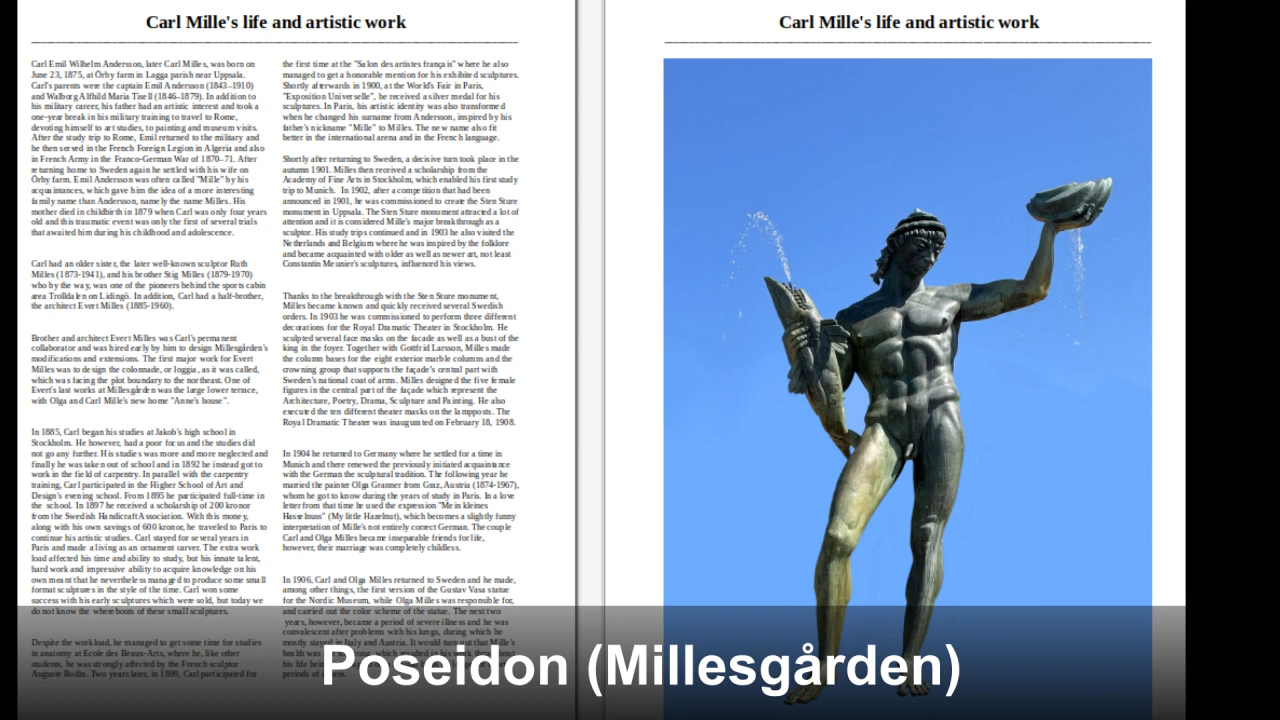 Carl Mille's life and artistic work
Carl Emil Wilhelm Andersson, later Carl Milles, was born on
June 23, 1875, at Örby farm in Lagga parish near Uppsala.
Carl's parents were the captain Emil Andersson (1843–1910)
and Walborg Alfhild Maria Tisell (1846–1879). In addition to
his military career, his father had an artistic interest and took a
one-year break in his military training to travel to Rome,
devoting himself to art studies, to painting and museum visits.
After the study trip to Rome, Emil returned to the military and
he then served in the French Foreign Legion in Algeria and also
in French Army in the Franco-German War of 1870–71. After
returning home to Sweden again he settled with his wife on
Örby farm. Emil Andersson was often called "Mille" by his
acquaintances, which gave him the idea of a more interesting
family name than Andersson, namely the name Milles. His
mother died in childbirth in 1879 when Carl was only four years
old and this traumatic event was only the first of several trials
that awaited him during his childhood and adolescence.
Carl had an older sister, the later well-known sculptor Ruth
Milles (1873-1941), and his brother Stig Milles (1879-1970)
who by the way, was one of the pioneers behind the sports cabin
area Trolldalen on Lidingö. In addition, Carl had a half-brother,
the architect Evert Milles (1885-1960).
Brother and architect Evert Milles was Carl's permanent
collaborator and was hired early by him to design Millesgården's
modifications and extensions. The first major work for Evert
Milles was to design the colonnade, or loggia, as it was called,
which was facing the plot boundary to the northeast. One of
Evert's last works at Millesgården was the large lower terrace,
with Olga and Carl Mille's new home "Anne's house".
In 1885, Carl began his studies at Jakob's high school in
Stockholm. He however, had a poor focus and the studies did
not go any further. His studies was more and more neglected and
finally he was taken out of school and in 1892 he instead got to
work in the field of carpentry. In parallel with the carpentry
training, Carl participated in the Higher School of Art and
Design's evening school. From 1895 he participated full-time in
the school. In 1897 he received a scholarship of 200 kronor
from the Swedish Handicraft Association. With this money,
along with his own savings of 600 kronor, he traveled to Paris to
continue his artistic studies. Carl stayed for several years in
Paris and made a living as an ornament carver. The extra work
load affected his time and ability to study, but his innate talent,
hard work and impressive ability to acquire knowledge on his
own meant that he nevertheless managed to produce some small
format sculptures in the style of the time. Carl won some
success with his early sculptures which were sold, but today we
do not know the whereabouts of these small sculptures.
Despite the workload, he managed to get some time for studies
in anatomy at Ecole des Beaux-Arts, where he, like other
students, he was strongly affected by the French sculptor
Auguste Rodin. Two years later, in 1899, Carl participated for
the first time at the "Salon des artistes français" where he also
managed to get a honorable mention for his exhibited sculptures.
Shortly afterwards in 1900, at the World's Fair in Paris,
"Exposition Universelle", he received a silver medal for his
sculptures. In Paris, his artistic identity was also transformed
when he changed his surname from Andersson, inspired by his
father's nickname "Mille" to Milles. The new name also fit
better in the international arena and in the French language.
Shortly after returning to Sweden, a decisive turn took place in the
autumn 1901. Milles then received a scholarship from the
Academy of Fine Arts in Stockholm, which enabled his first study
trip to Munich. In 1902, after a competition that had been
announced in 1901, he was commissioned to create the Sten Sture
monument in Uppsala. The Sten Sture monument attracted a lot of
attention and it is considered Mille's major breakthrough as a
sculptor. His study trips continued and in 1903 he also visited the
Netherlands and Belgium where he was inspired by the folklore
and became acquainted with older as well as newer art, not least
Constantin Meunier's sculptures, influenced his views.
Thanks to the breakthrough with the Sten Sture monument,
Milles became known and quickly received several Swedish
orders. In 1903 he was commissioned to perform three different
decorations for the Royal Dramatic Theater in Stockholm. He
sculpted several face masks on the facade as well as a bust of the
king in the foyer. Together with Gottfrid Larsson, Milles made
the column bases for the eight exterior marble columns and the
crowning group that supports the façade's central part with
Sweden's national coat of arms. Milles designed the five female
figures in the central part of the façade which represent the
Architecture, Poetry, Drama, Sculpture and Painting. He also
executed the ten different theater masks on the lampposts. The
Royal Dramatic Theater was inaugurated on February 18, 1908.
In 1904 he returned to Germany where he settled for a time in
Munich and there renewed the previously initiated acquaintance
with the German the sculptural tradition. The following year he
married the painter Olga Granner from Graz, Austria (1874-1967),
whom he got to know during the years of study in Paris. In a love
letter from that time he used the expression "Mein kleines
Hasselnuss" (My little Hazelnut), which becomes a slightly funny
interpretation of Mille's not entirely correct German. The couple
Carl and Olga Milles became inseparable friends for life,
however, their marriage was completely childless.
In 1906, Carl and Olga Milles returned to Sweden and he made,
among other things, the first version of the Gustav Vasa statue
for the Nordic Museum, while Olga Milles was responsible for,
and carried out the color scheme of the statue. The next two
years, however, became a period of severe illness and he was
convalescent after problems with his lungs, during which he
mostly stayed in Italy and Austria. It would turn out that Mille's
health was
his life
periods of
Carl Mille's life and artistic work
Poseidon (Millesgården)